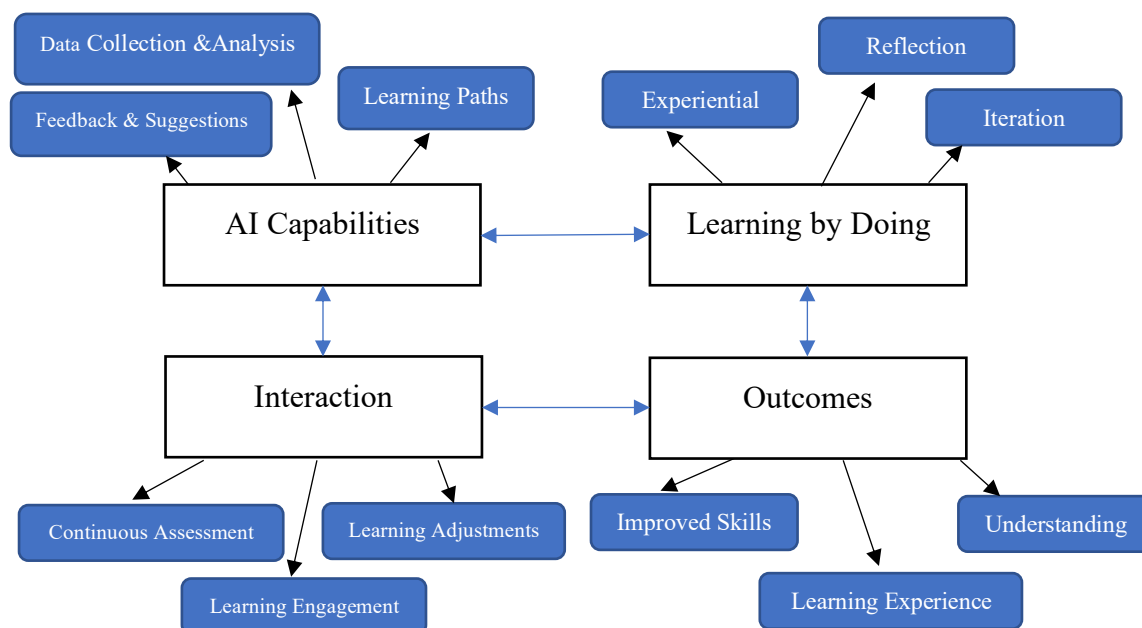 Data Collection &Analysis
Feedback & Suggestions
Learning Paths
Experiential
Reflection
Iteration
AI Capabilities
Learning by Doing
Interaction
Outcomes
Continuous Assessment
Learning Adjustments
Learning Engagement
Improved Skills
Understanding
Learning Experience